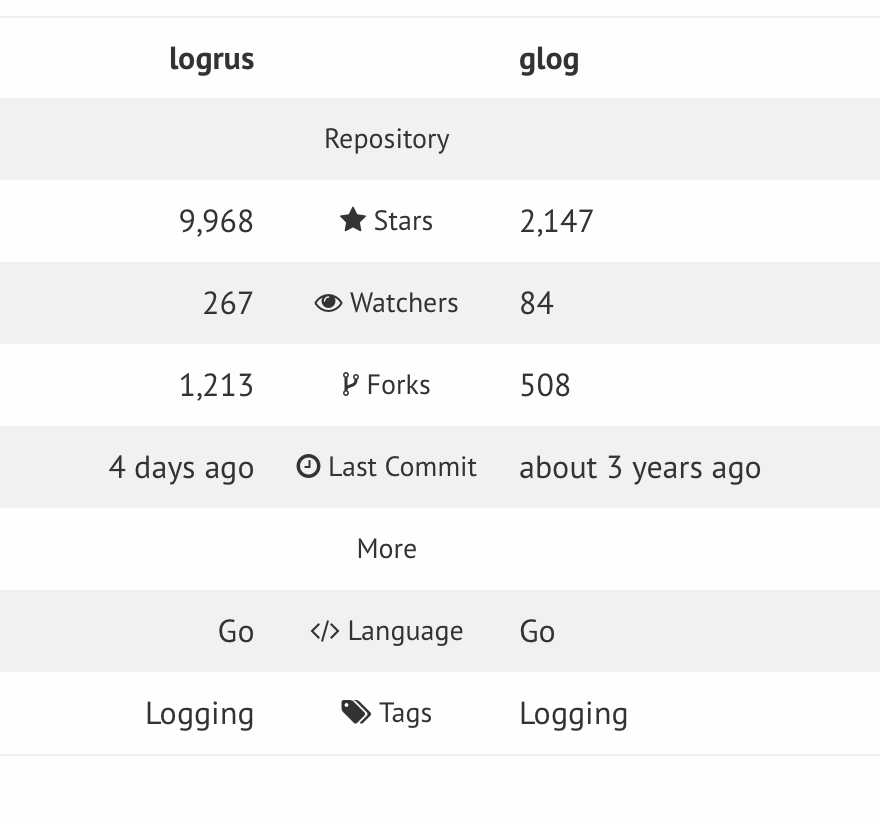 logrus glog
Repository
9,968 Stars 2,147
267 Watchers 84
1,213 Forks 508
4 days ago Last Commit about 3 years ago
More
Go Language Go
Logging Tags Logging